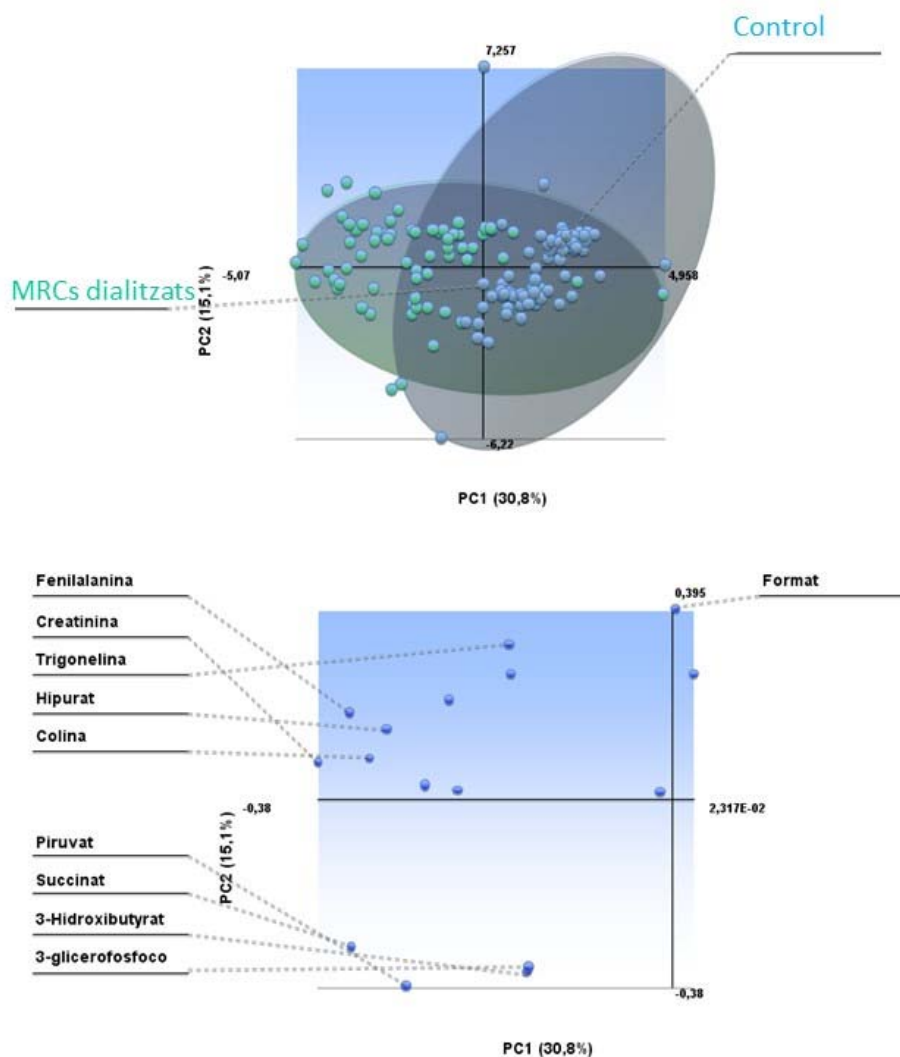 Control
7,257
-5,07
4,958
MRCs dialitzats
PC2 (15,1%)
-6,22
PC1 (30,8%)
Fenilalanina
0,395
Format
Creatinina
Trigonelina
Hipurat
Colina
-0,38
2,317E-02
PC2 (15,1%)
Piruvat
Succinat
3-Hidroxibutyrat
3-glicerofosfoco
-0,38
PC1 (30,8%)